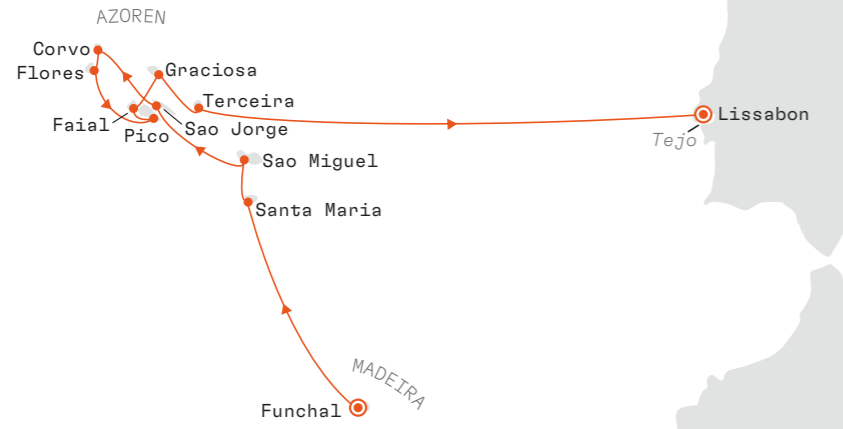 AZOREN
Corvo
Flores
Graciosa
Terceira
Faial
Pico
Sao Jorge
Lissabon
Tejo
Sao Miguel
Santa Maria
MADEIRA
Funchal